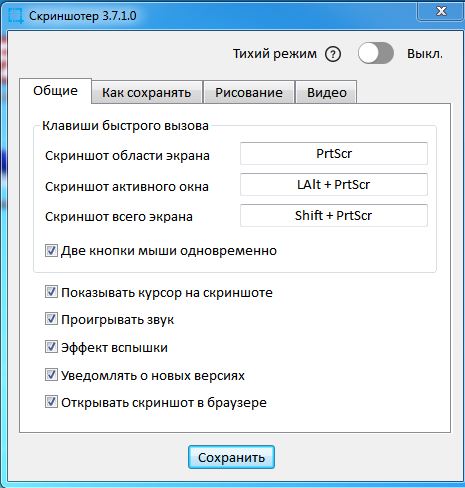 Скриншотер 3.7.1.0
Тихий режим ? Выкл.
Общие Как сохранять Рисование Видео
Клавиши быстрого вызова
Скриншот области экрана PrtScr
Скриншот активного окна LAlt + PrtScr
Скриншот всего экрана Shift + PrtScr
Две кнопки мыши одновременно
Показывать курсор на скриншоте
Проигрывать звук
Эффект вспышки
Уведомлять о новых версиях
Открывать скриншот в браузере
Сохранить